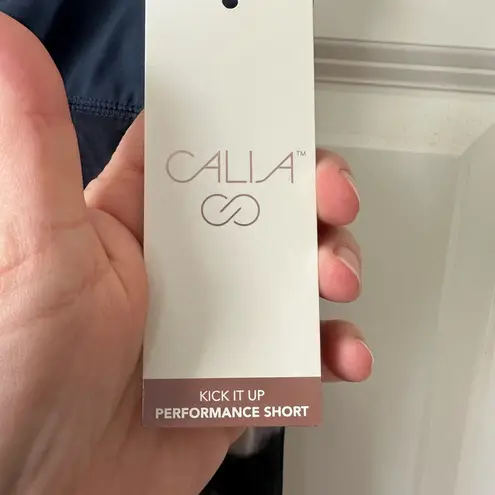 CALIA™
KICK IT UP
PERFORMANCE SHORT